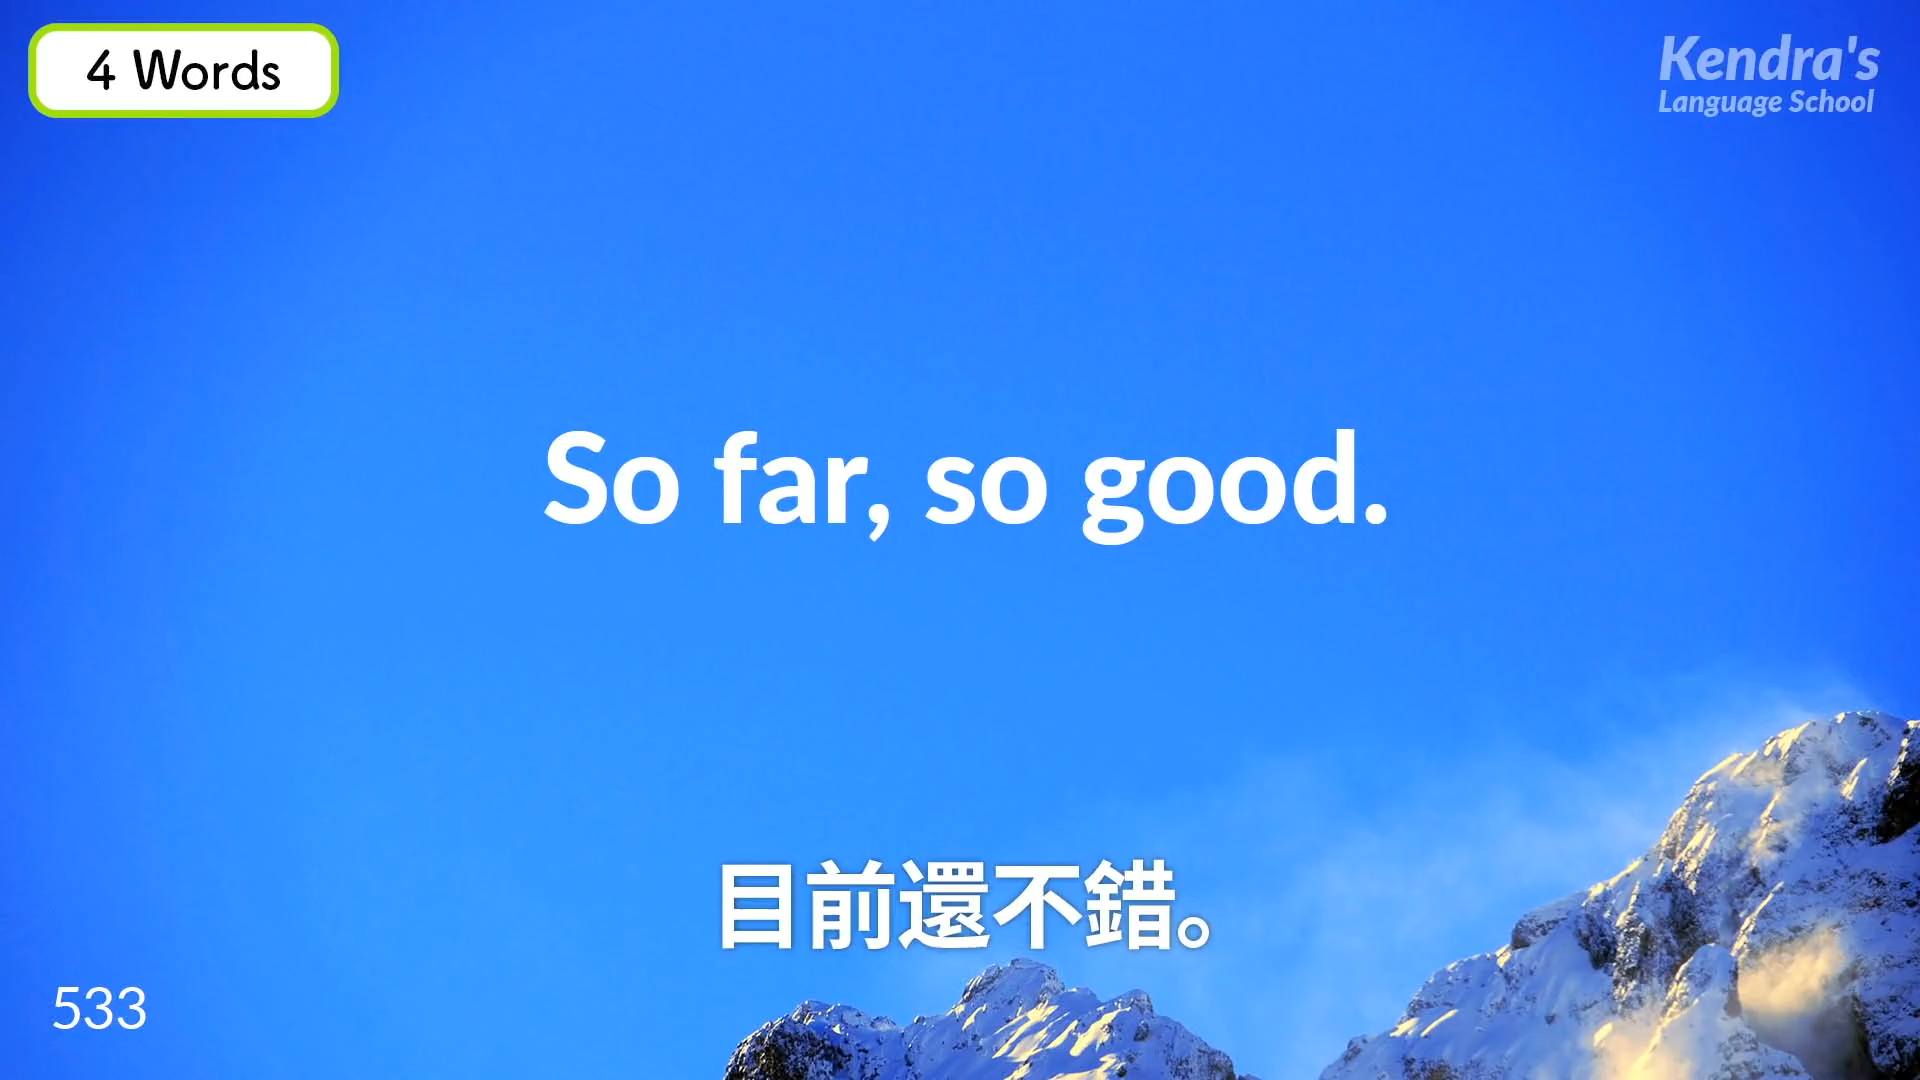 4 Words
Kendra's
Language School
So far, so good.
目前還不錯。
533